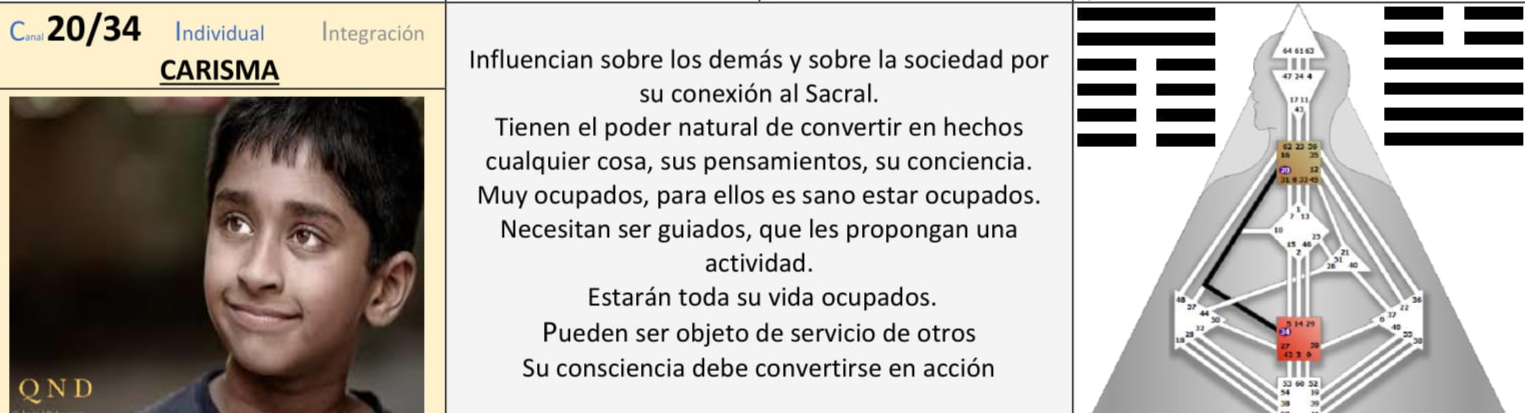 Canal 20/34 Individual Integración
CARISMA
QND
Influencian sobre los demás y sobre la sociedad por
su conexión al Sacral.
Tienen el poder natural de convertir en hechos
cualquier cosa, sus pensamientos, su conciencia.
Muy ocupados, para ellos es sano estar ocupados.
Necesitan ser guiados, que les propongan una
actividad.
Estarán toda su vida ocupados.
Pueden ser objeto de servicio de otros
Su consciencia debe convertirse en acción
64 61 63
47 24 4
17 11
43
62 23 56
16 35
20 12
31 8 33 45
1
7 13
10 25
15 46
2
21
51
26 40
48
57
44
50
32
28
18
36
22
37
6
49
55
30
5 14 29
34
27 59
42 3 9
53 60 52
54 19
38 39